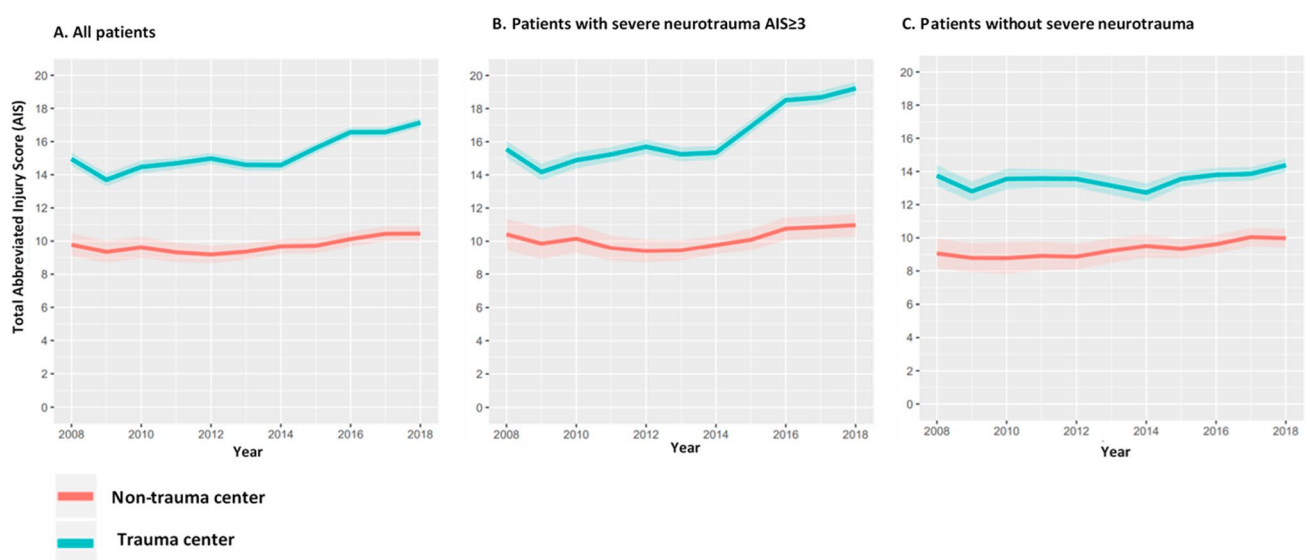 A. All patients
B. Patients with severe neurotrauma AIS≥3
C. Patients without severe neurotrauma
Total Abbreviated Injury Score (AIS)
20
18
16
14
12
10
8
6
4
2
0
2008 2010 2012 2014 2016 2018
Year
20
18
16
14
12
10
8
6
4
2
0
2008 2010 2012 2014 2016 2018
Year
20
18
16
14
12
10
8
6
4
2
0
2008 2010 2012 2014 2016 2018
Year
Non-trauma center
Trauma center